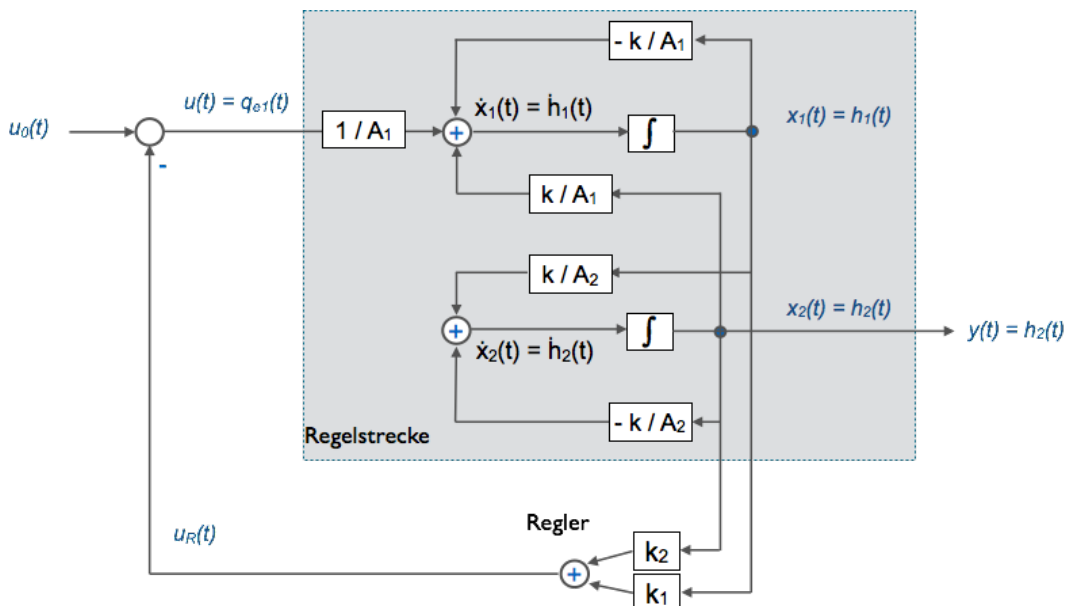 - k / A₁
u(t) = qₑ₁(t)
ẋ₁(t) = ḣ₁(t)
x₁(t) = h₁(t)
u₀(t)
1 / A₁
+
∫
-
k / A₁
k / A₂
x₂(t) = h₂(t)
+
∫
y(t) = h₂(t)
ẋ₂(t) = ḣ₂(t)
- k / A₂
Regelstrecke
Regler
uR(t)
k₂
+
k₁